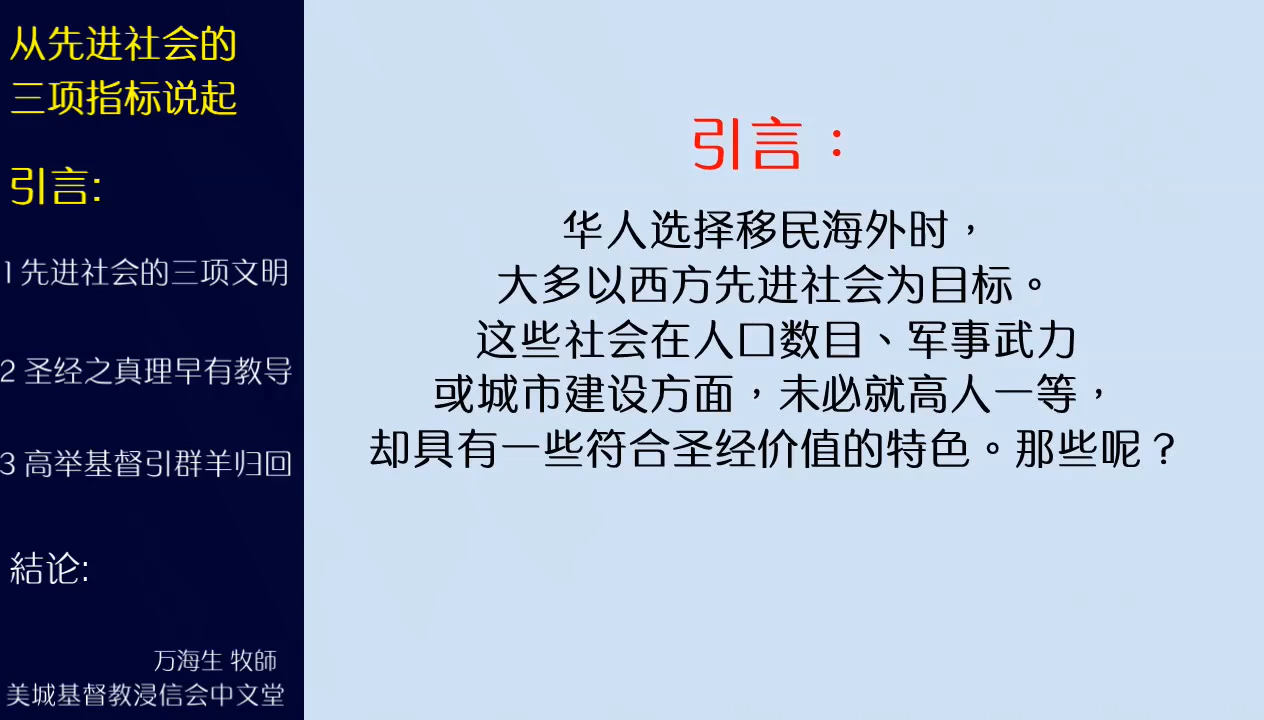 从先进社会的
三项指标说起
引言:
1先进社会的三项文明
2 圣经之真理早有教导
3 高举基督引群羊归回
結论:
万海生 牧師
美城基督教浸信会中文堂
引言：
华人选择移民海外时，
大多以西方先进社会为目标。
这些社会在人口数目、军事武力
或城市建设方面，未必就高人一等，
却具有一些符合圣经价值的特色。那些呢？